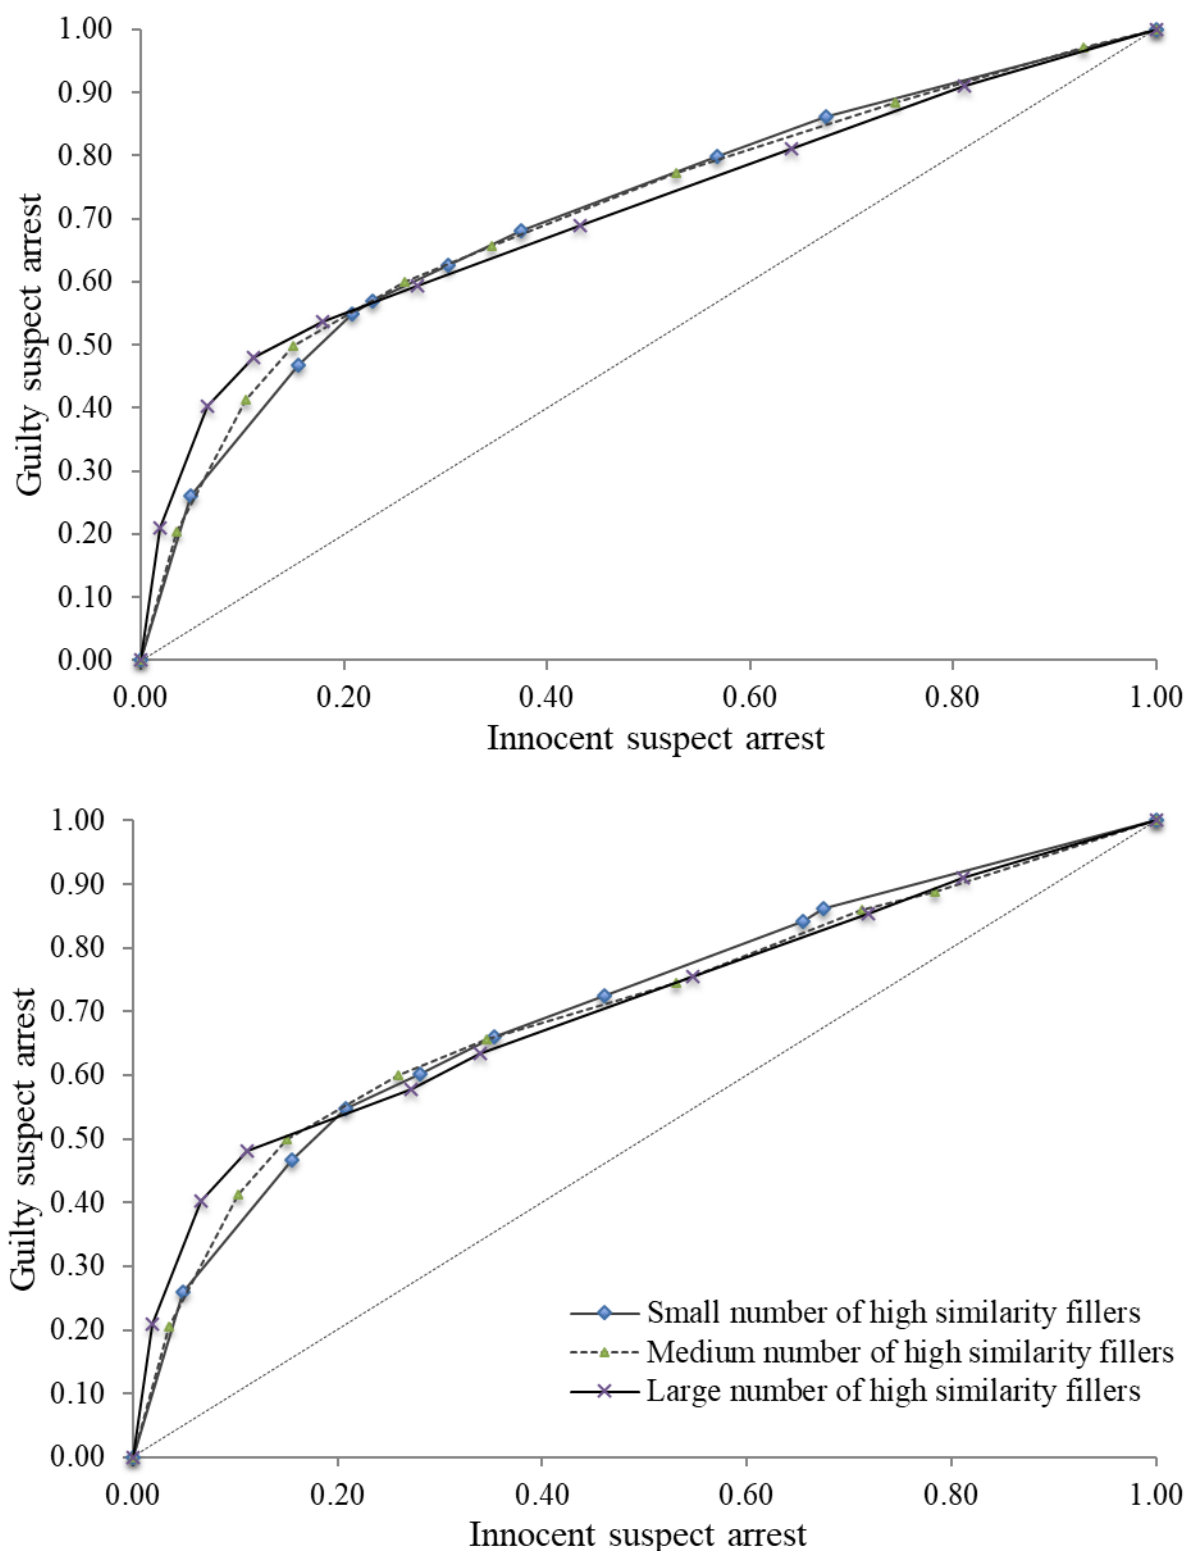 1.00
0.90
0.80
0.70
0.60
0.50
0.40
0.30
0.20
0.10
0.00
Guilty suspect arrest
0.00 0.20 0.40 0.60 0.80 1.00
Innocent suspect arrest
1.00
0.90
0.80
0.70
0.60
0.50
0.40
0.30
0.20
0.10
0.00
Guilty suspect arrest
Small number of high similarity fillers
Medium number of high similarity fillers
Large number of high similarity fillers
0.00 0.20 0.40 0.60 0.80 1.00
Innocent suspect arrest